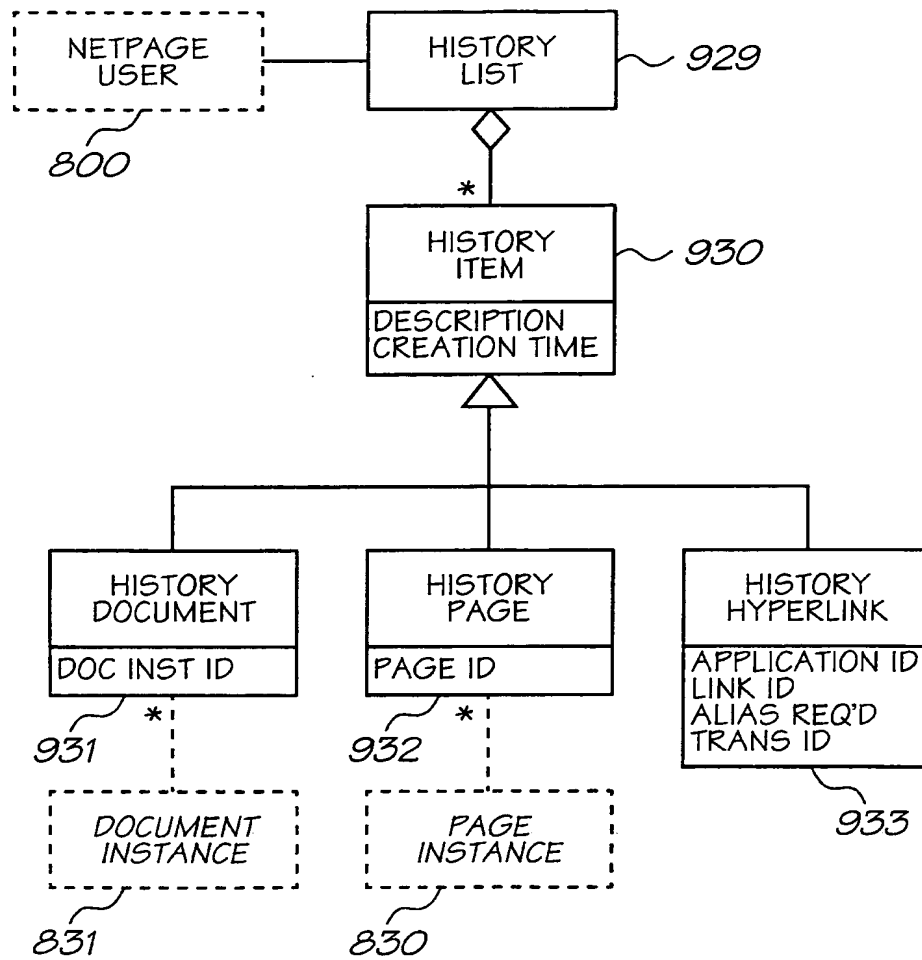 NETPAGE
USER
800
HISTORY
LIST
929
*
HISTORY
ITEM
930
DESCRIPTION
CREATION TIME
HISTORY
DOCUMENT
DOC INST ID
931
*
DOCUMENT
INSTANCE
831
HISTORY
PAGE
PAGE ID
932
*
PAGE
INSTANCE
830
HISTORY
HYPERLINK
APPLICATION ID
LINK ID
ALIAS REQ'D
TRANS ID
933